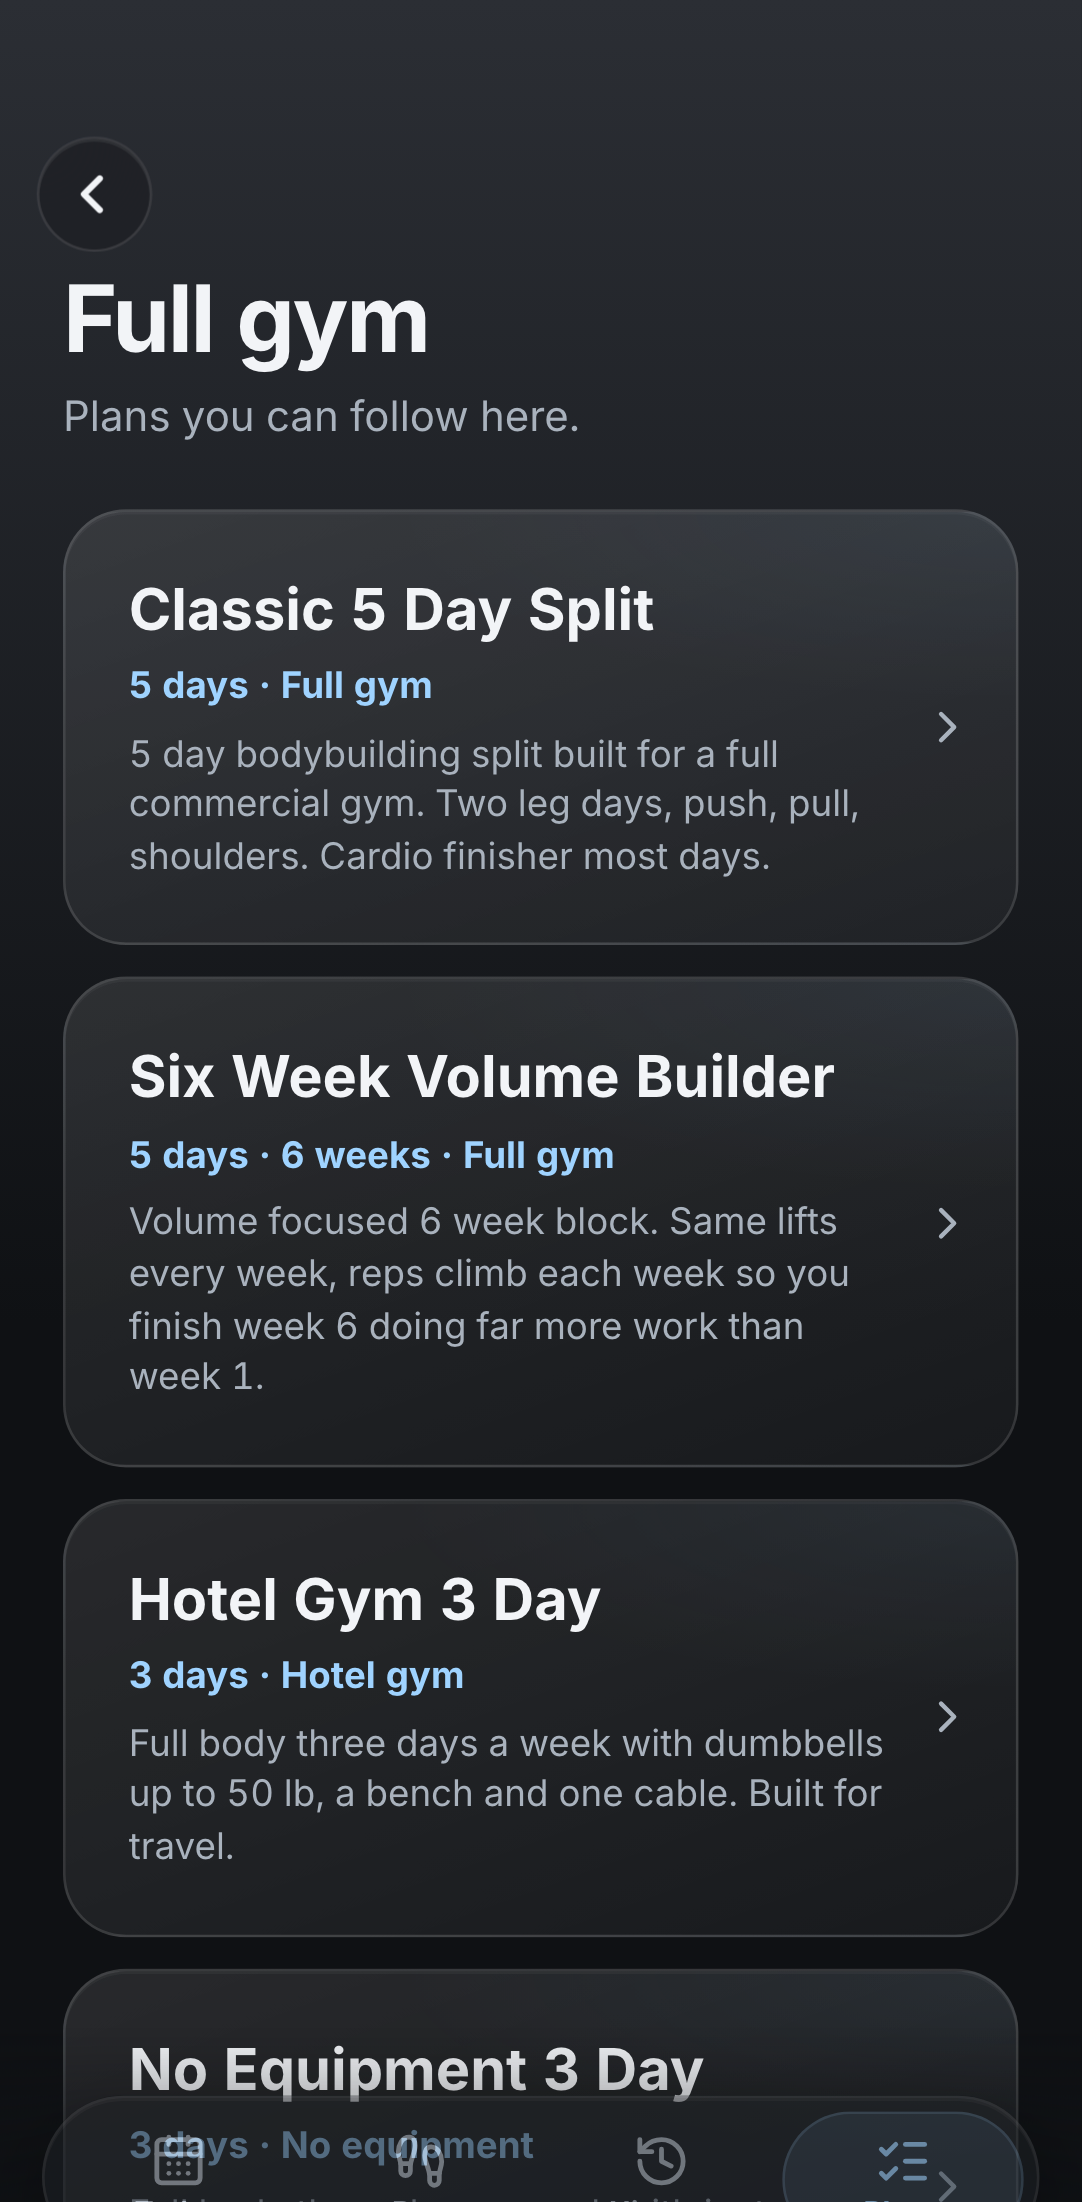 Full gym
Plans you can follow here.
Classic 5 Day Split
5 days · Full gym
5 day bodybuilding split built for a full
commercial gym. Two leg days, push, pull,
shoulders. Cardio finisher most days.
Six Week Volume Builder
5 days · 6 weeks · Full gym
Volume focused 6 week block. Same lifts
every week, reps climb each week so you
finish week 6 doing far more work than
week 1.
Hotel Gym 3 Day
3 days · Hotel gym
Full body three days a week with dumbbells
up to 50 lb, a bench and one cable. Built for
travel.
No Equipment 3 Day
3 days · No equipment